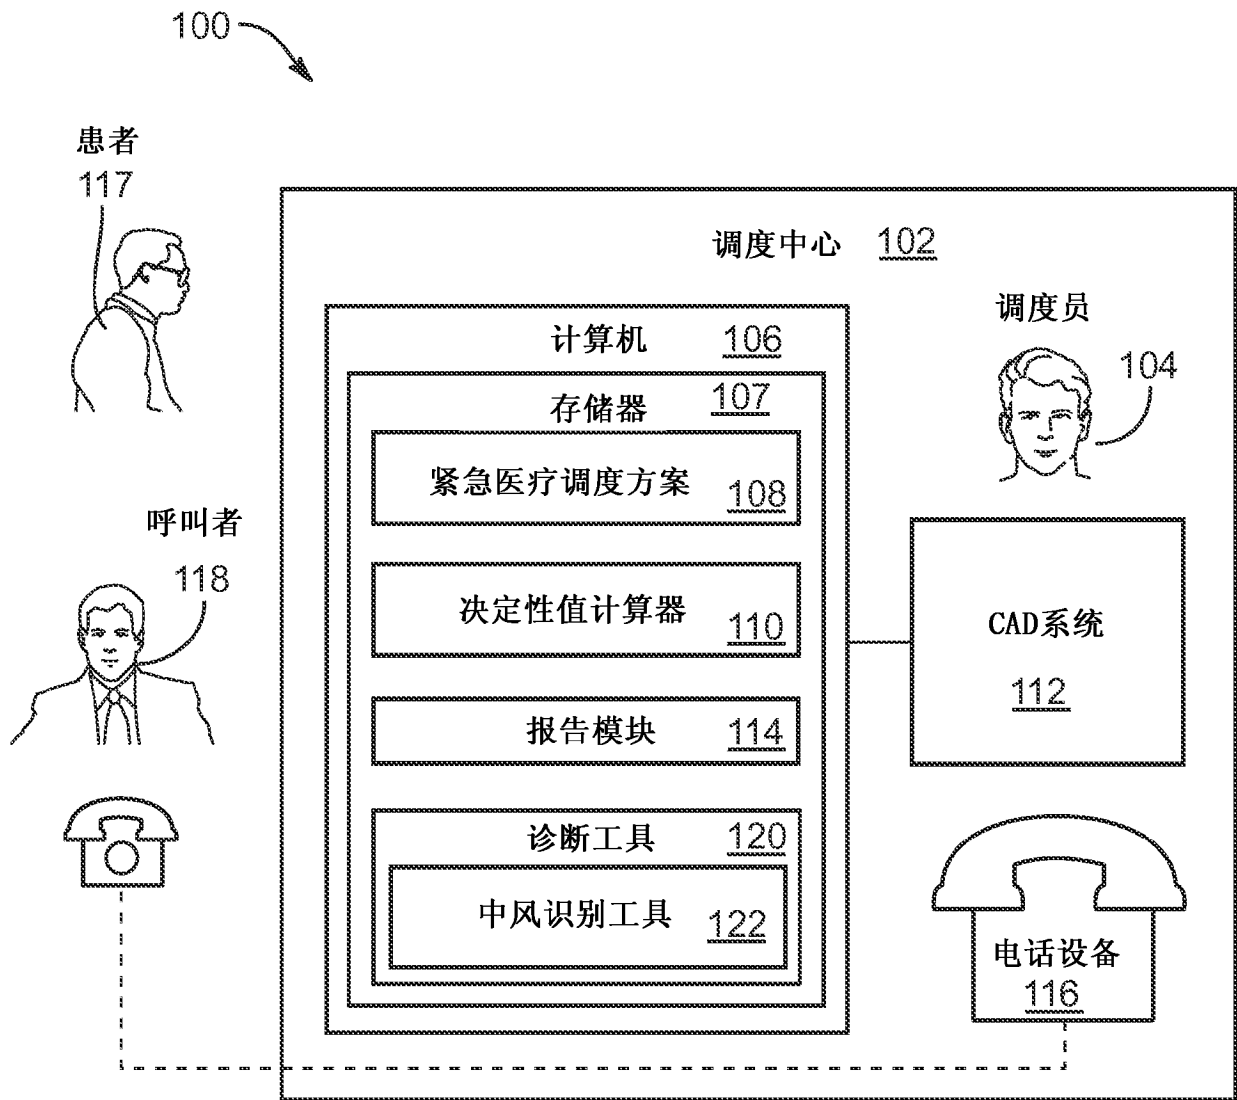 100
患者
117
调度中心 102
调度员
104
计算机 106
存储器 107
紧急医疗调度方案 108
呼叫者
118
决定性值计算器 110
CAD系统
112
报告模块 114
诊断工具 120
中风识别工具 122
电话设备
116